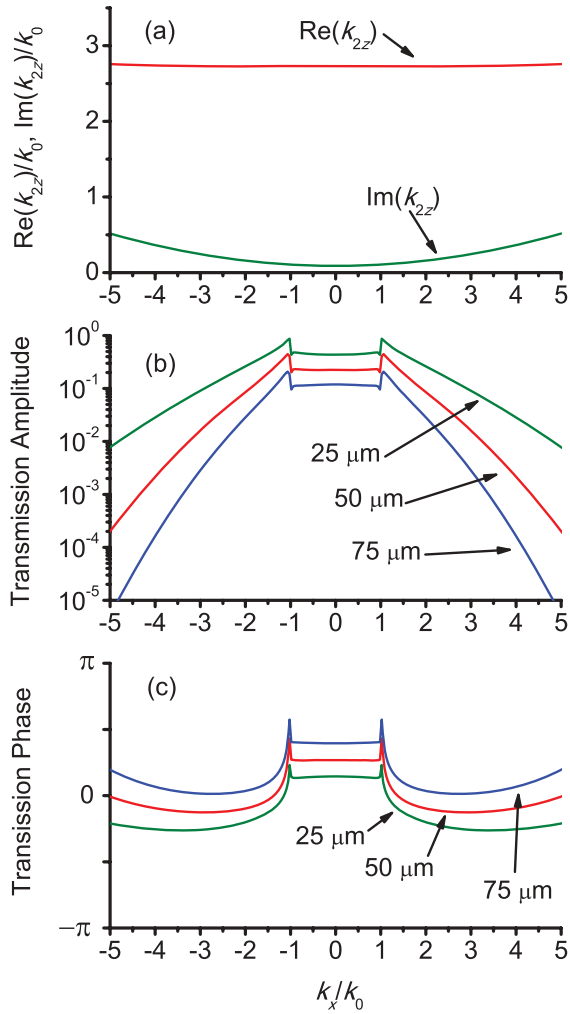 (a)
Re(k2z)
Re(k2z)/k0, Im(k2z)/k0
3
2
1
0
Im(k2z)
-5 -4 -3 -2 -1 0 1 2 3 4 5
(b)
Transmission Amplitude
10^0
10^-1
10^-2
10^-3
10^-4
10^-5
25 μm
50 μm
75 μm
-5 -4 -3 -2 -1 0 1 2 3 4 5
(c)
Transission Phase
π
0
−π
25 μm
50 μm
75 μm
-5 -4 -3 -2 -1 0 1 2 3 4 5
kx/k0